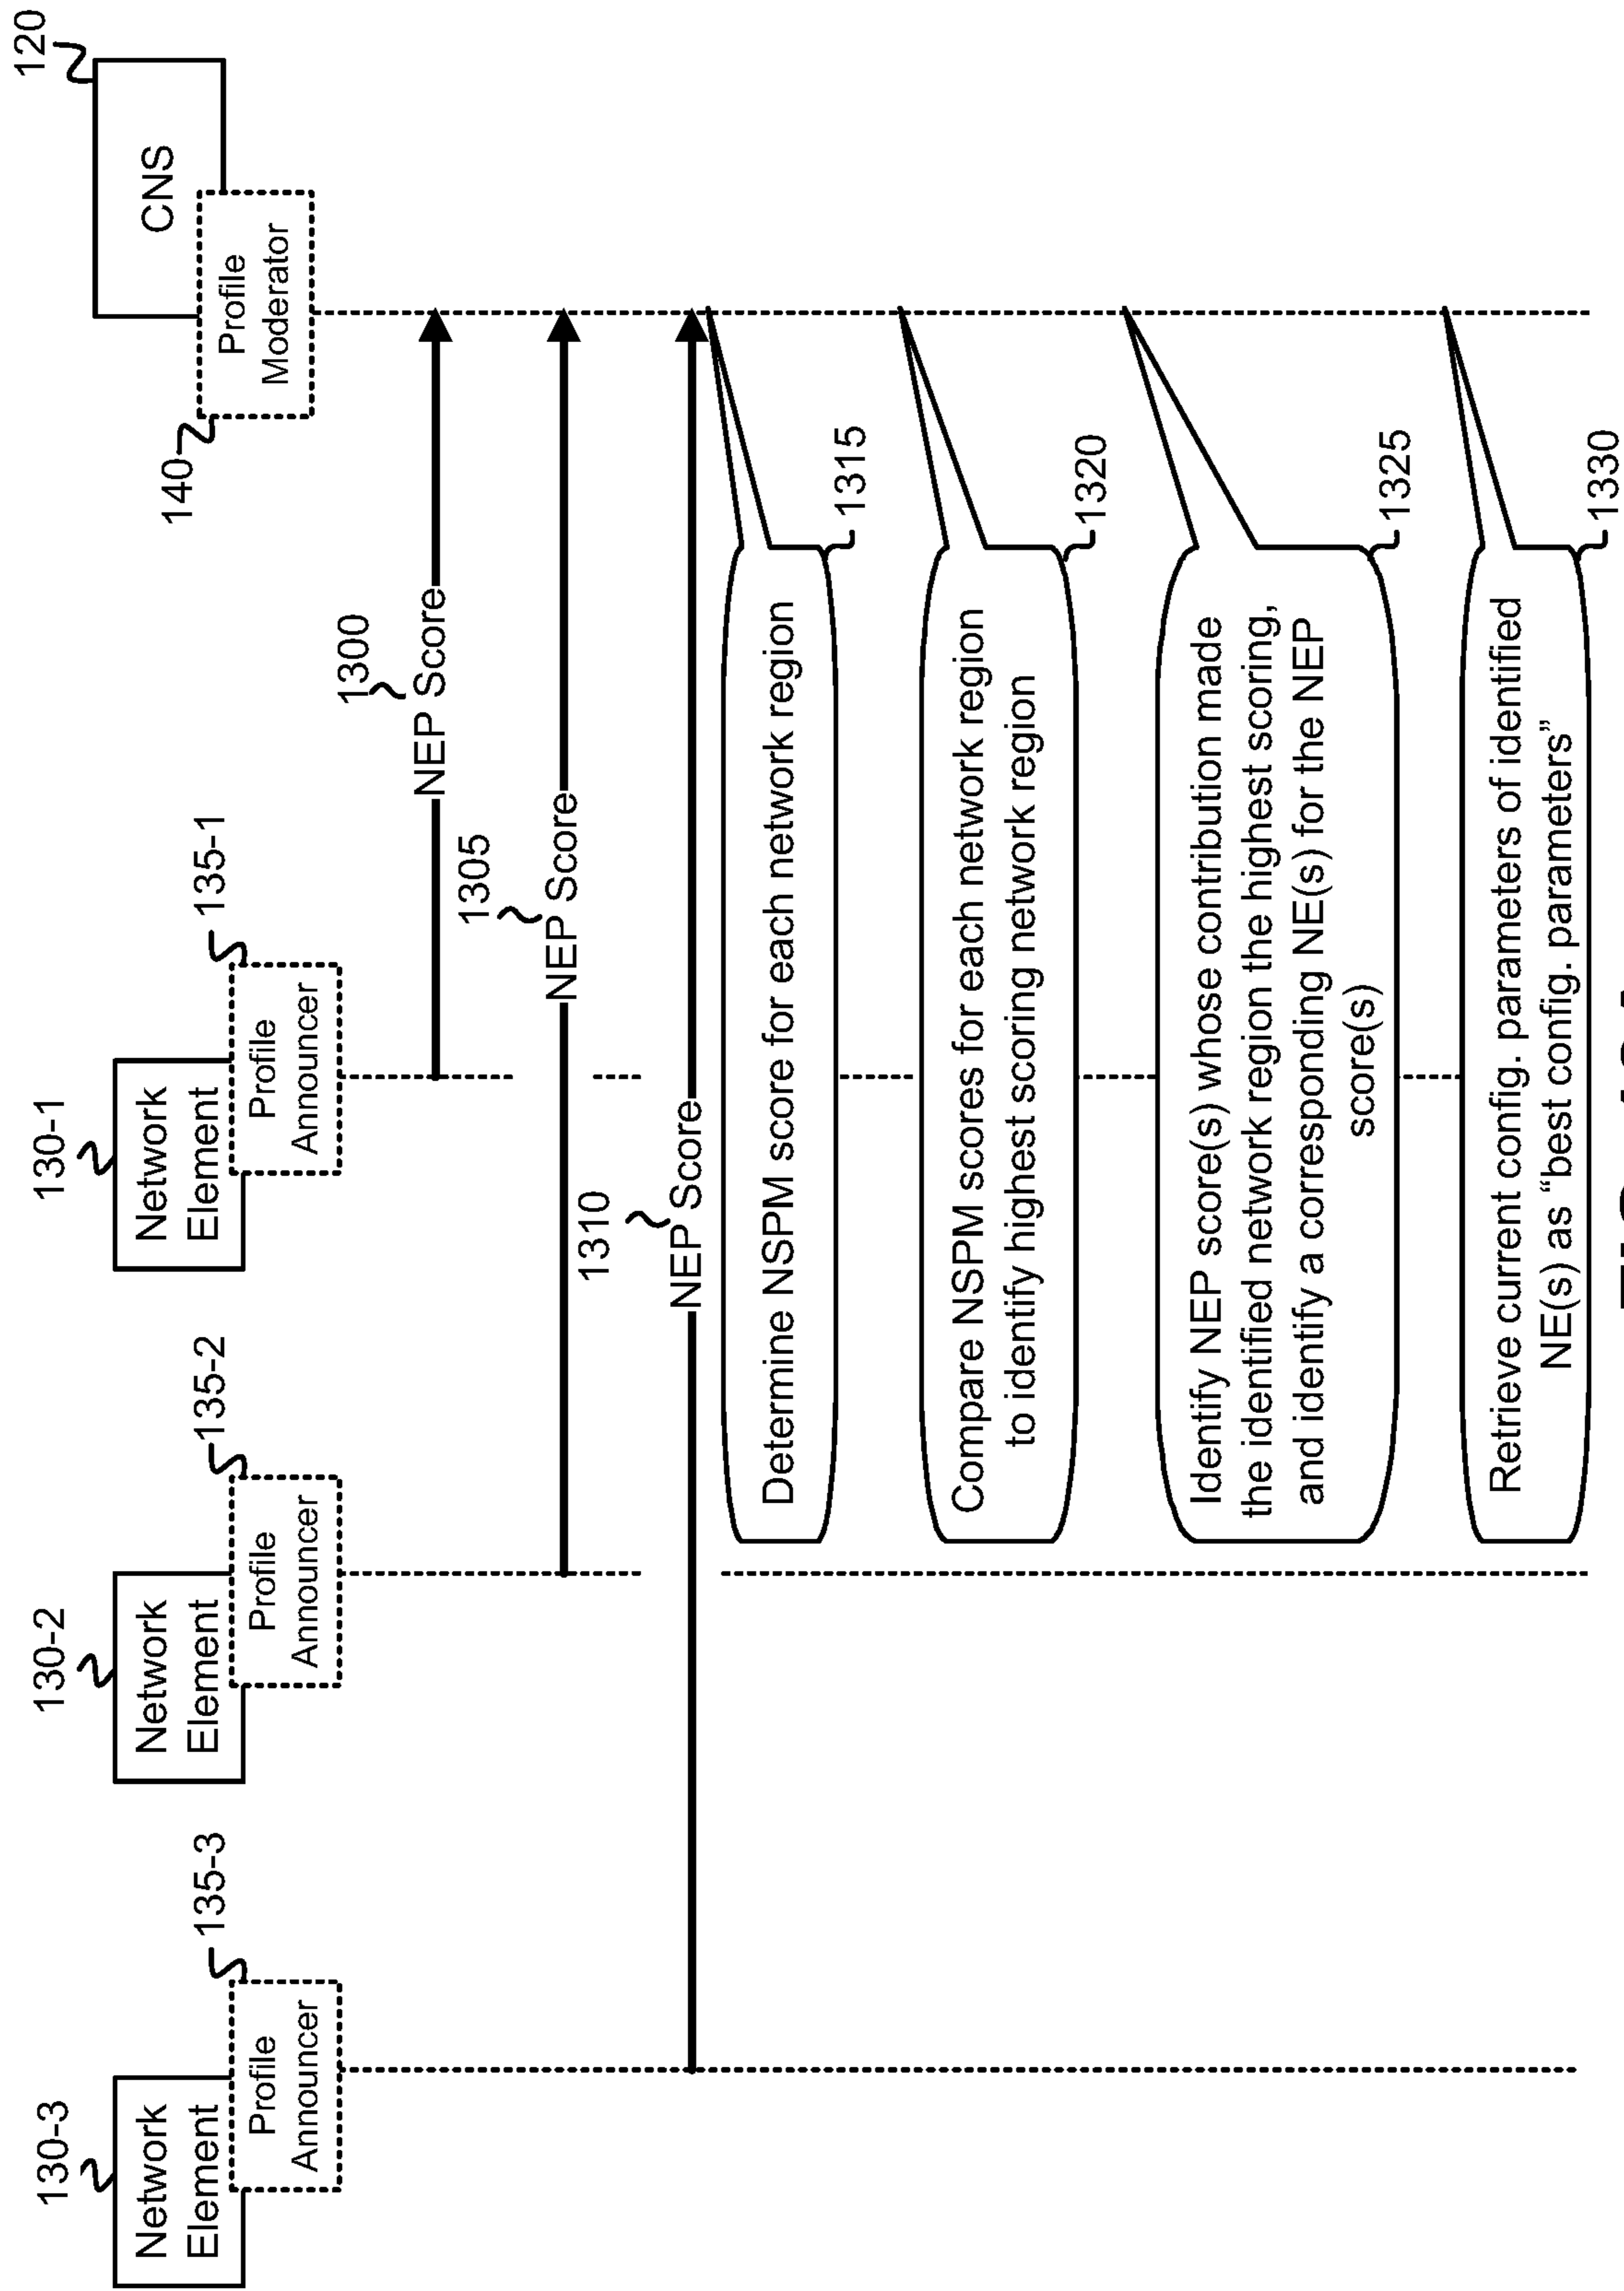 130-3
130-2
130-1
120
Network
Element
Network
Element
Network
Element
CNS
135-3
135-2
135-1
140
Profile
Announcer
Profile
Announcer
Profile
Announcer
Profile
Moderator
1300
NEP Score
1305
NEP Score
1310
NEP Score
Determine NSPM score for each network region
1315
Compare NSPM scores for each network region
to identify highest scoring network region
1320
Identify NEP score(s) whose contribution made
the identified network region the highest scoring,
and identify a corresponding NE(s) for the NEP
score(s)
1325
Retrieve current config. parameters of identified
NE(s) as “best config. parameters”
1330